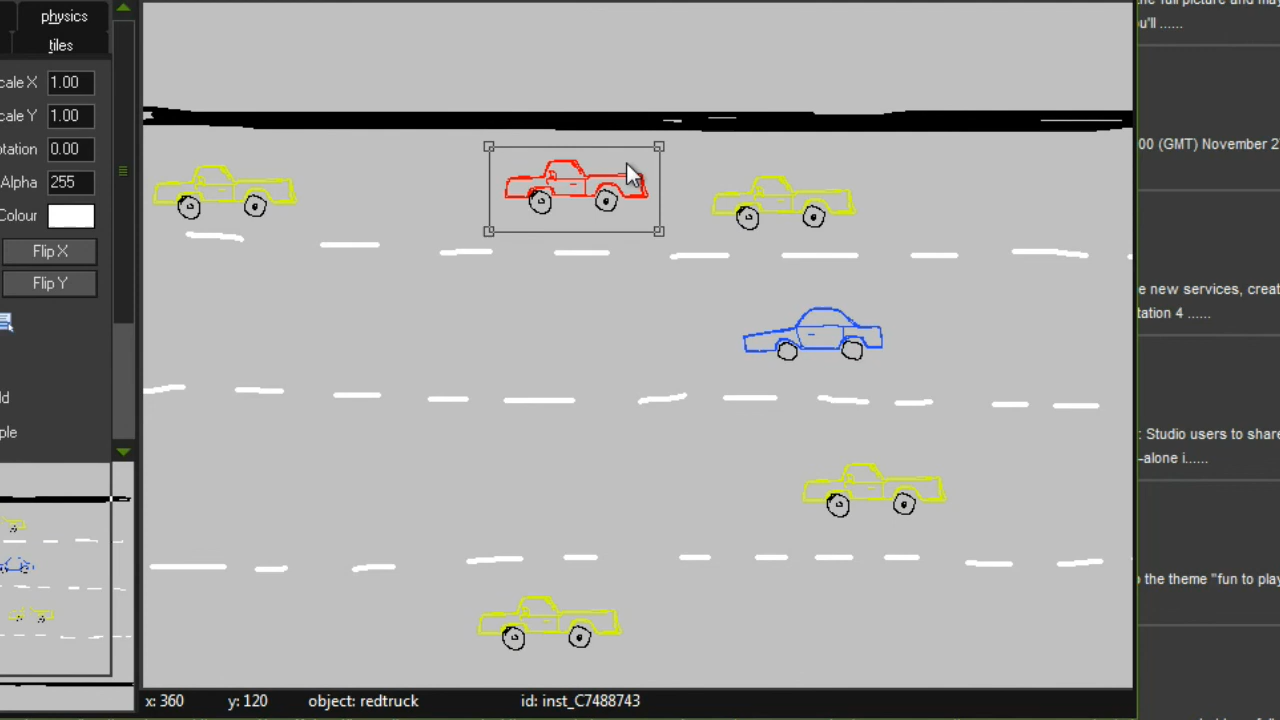 physics
tiles
cale X 1.00
cale Y 1.00
otation 0.00
Alpha 255
Colour
Flip X
Flip Y
d
ple
x: 360 y: 120 object: redtruck id: inst_C7488743
u'll ......
00 (GMT) November 2
e new services, creat
tation 4 ......
: Studio users to share
-alone i......
o the theme "fun to play